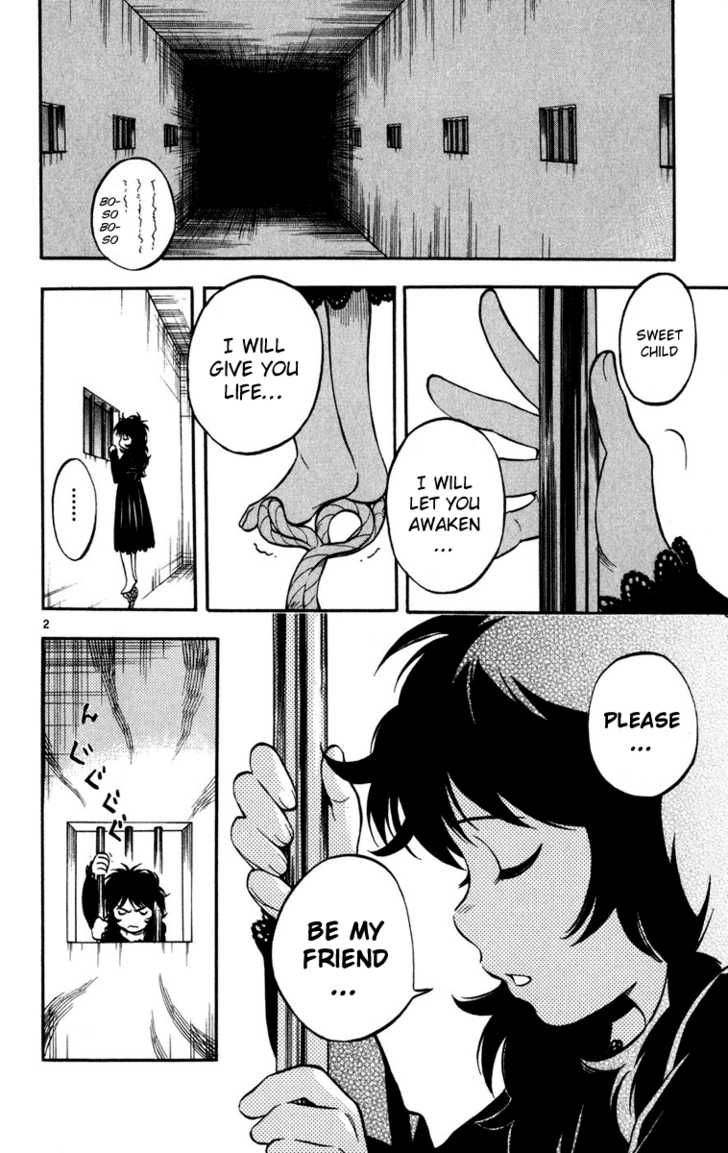 BO-
SO
BO-
SO
SWEET
CHILD
I WILL
LET YOU
AWAKEN
...
I WILL
GIVE YOU
LIFE...
......
2
PLEASE
...
BE MY
FRIEND
...
んぐぐぐぐ